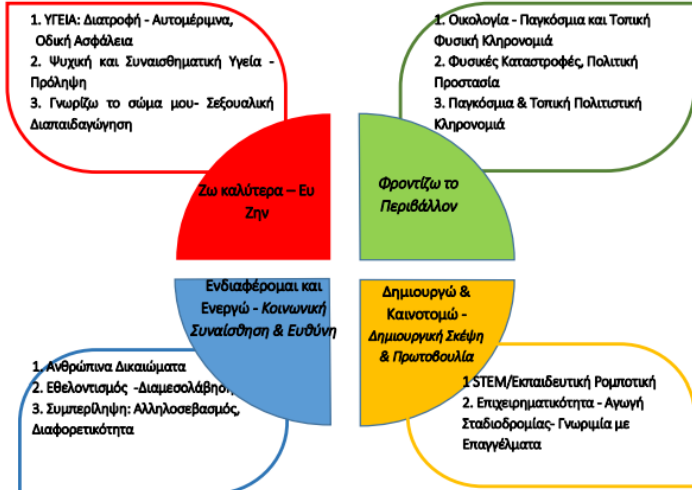 1. ΥΓΕΙΑ: Διατροφή - Αυτομέριμνα,
Οδική Ασφάλεια
2. Ψυχική και Συναισθηματική Υγεία -
Πρόληψη
3. Γνωρίζω το σώμα μου- Σεξουαλική
Διαπαιδαγώγηση
1. Οικολογία - Παγκόσμια και Τοπική
Φυσική Κληρονομιά
2. Φυσικές Καταστροφές, Πολιτική
Προστασία
3. Παγκόσμια & Τοπική Πολιτιστική
Κληρονομιά
Ζω καλύτερα – Ευ
Ζην
Φροντίζω το
Περιβάλλον
Ενδιαφέρομαι και
Ενεργώ - Κοινωνική
Συναίσθηση & Ευθύνη
Δημιουργώ &
Καινοτομώ -
Δημιουργική Σκέψη
& Πρωτοβουλία
1. Ανθρώπινα Δικαιώματα
2. Εθελοντισμός -Διαμεσολάβηση,
3. Συμπερίληψη: Αλληλοσεβασμός,
Διαφορετικότητα
1 STEM/Εκπαιδευτική Ρομποτική
2. Επιχειρηματικότητα - Αγωγή
Σταδιοδρομίας- Γνωριμία με
Επαγγέλματα